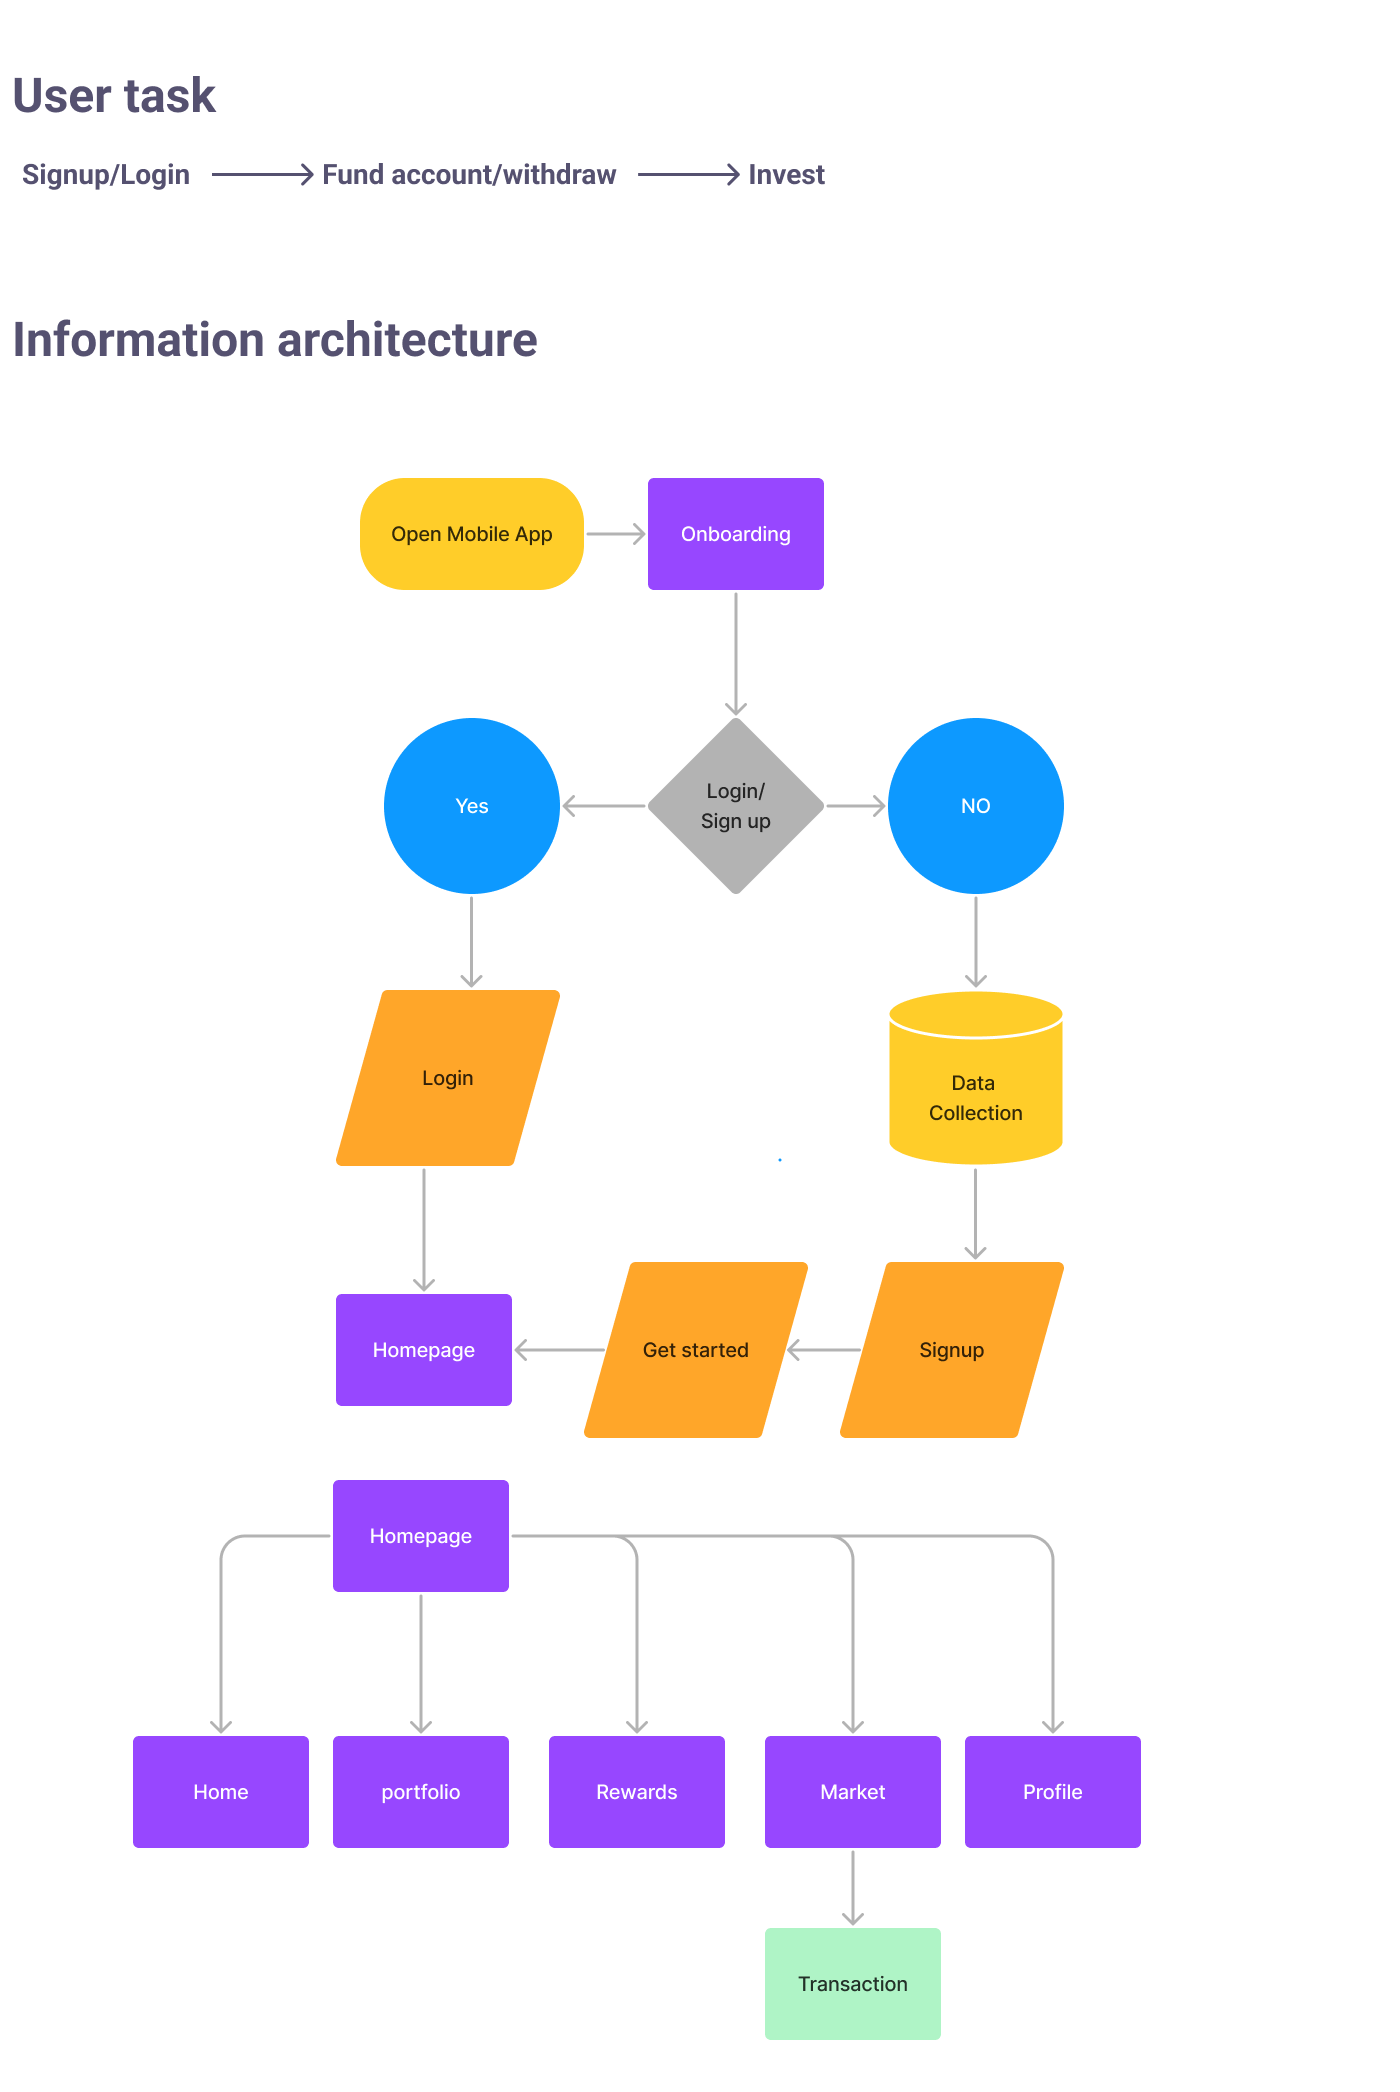 User task
Signup/Login
Fund account/withdraw
Invest
Information architecture
Open Mobile App
Onboarding
Yes
Login/
Sign up
NO
Login
Data
Collection
Homepage
Get started
Signup
Homepage
Home
portfolio
Rewards
Market
Profile
Transaction